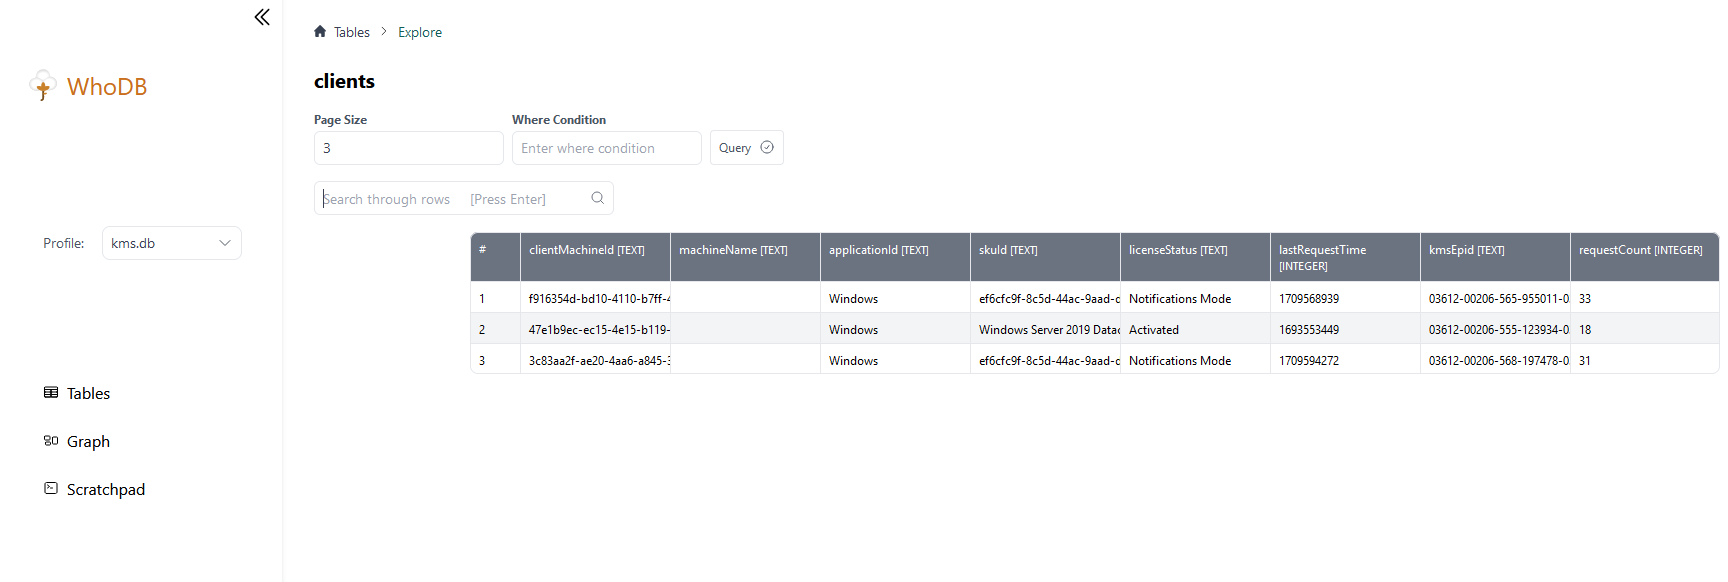 Tables > Explore
WhoDB
clients
Page Size
Where Condition
3
Enter where condition
Query
Search through rows [Press Enter]
Profile: kms.db
# clientMachineId [TEXT] machineName [TEXT] applicationId [TEXT] skuId [TEXT] licenseStatus [TEXT] lastRequestTime [INTEGER] kmsEpid [TEXT] requestCount [INTEGER]
1 f916354d-bd10-4110-b7ff-4 Windows ef6cfc9f-8c5d-44ac-9aad- Notifications Mode 1709568939 03612-00206-565-955011-0 33
2 47e1b9ec-ec15-4e15-b119- Windows Windows Server 2019 Datac Activated 1693553449 03612-00206-555-123934-0 18
3 3c83aa2f-ae20-4aa6-a845-3 Windows ef6cfc9f-8c5d-44ac-9aad- Notifications Mode 1709594272 03612-00206-568-197478-0 31
Tables
Graph
Scratchpad